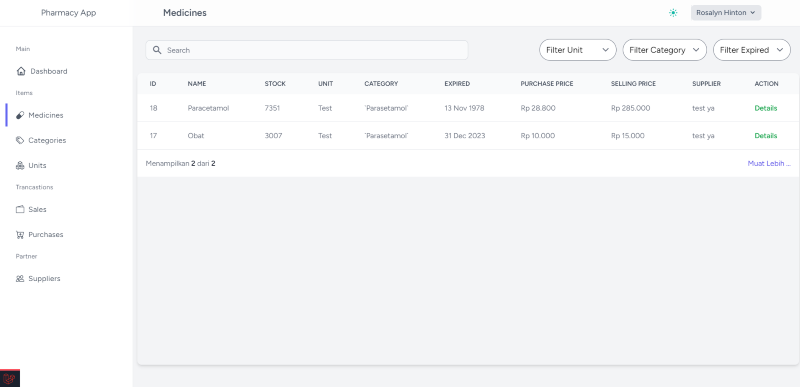 Pharmacy App
Medicines
Rosalyn Hinton
Main
Dashboard
Items
Medicines
Categories
Units
Trancastions
Sales
Purchases
Partner
Suppliers
Search
Filter Unit
Filter Category
Filter Expired
ID NAME STOCK UNIT CATEGORY EXPIRED PURCHASE PRICE SELLING PRICE SUPPLIER ACTION
18 Paracetamol 7351 Test `Parasetamol` 13 Nov 1978 Rp 28.800 Rp 285.000 test ya Details
17 Obat 3007 Test `Parasetamol` 31 Dec 2023 Rp 10.000 Rp 15.000 test ya Details
Menampilkan 2 dari 2
Muat Lebih ...